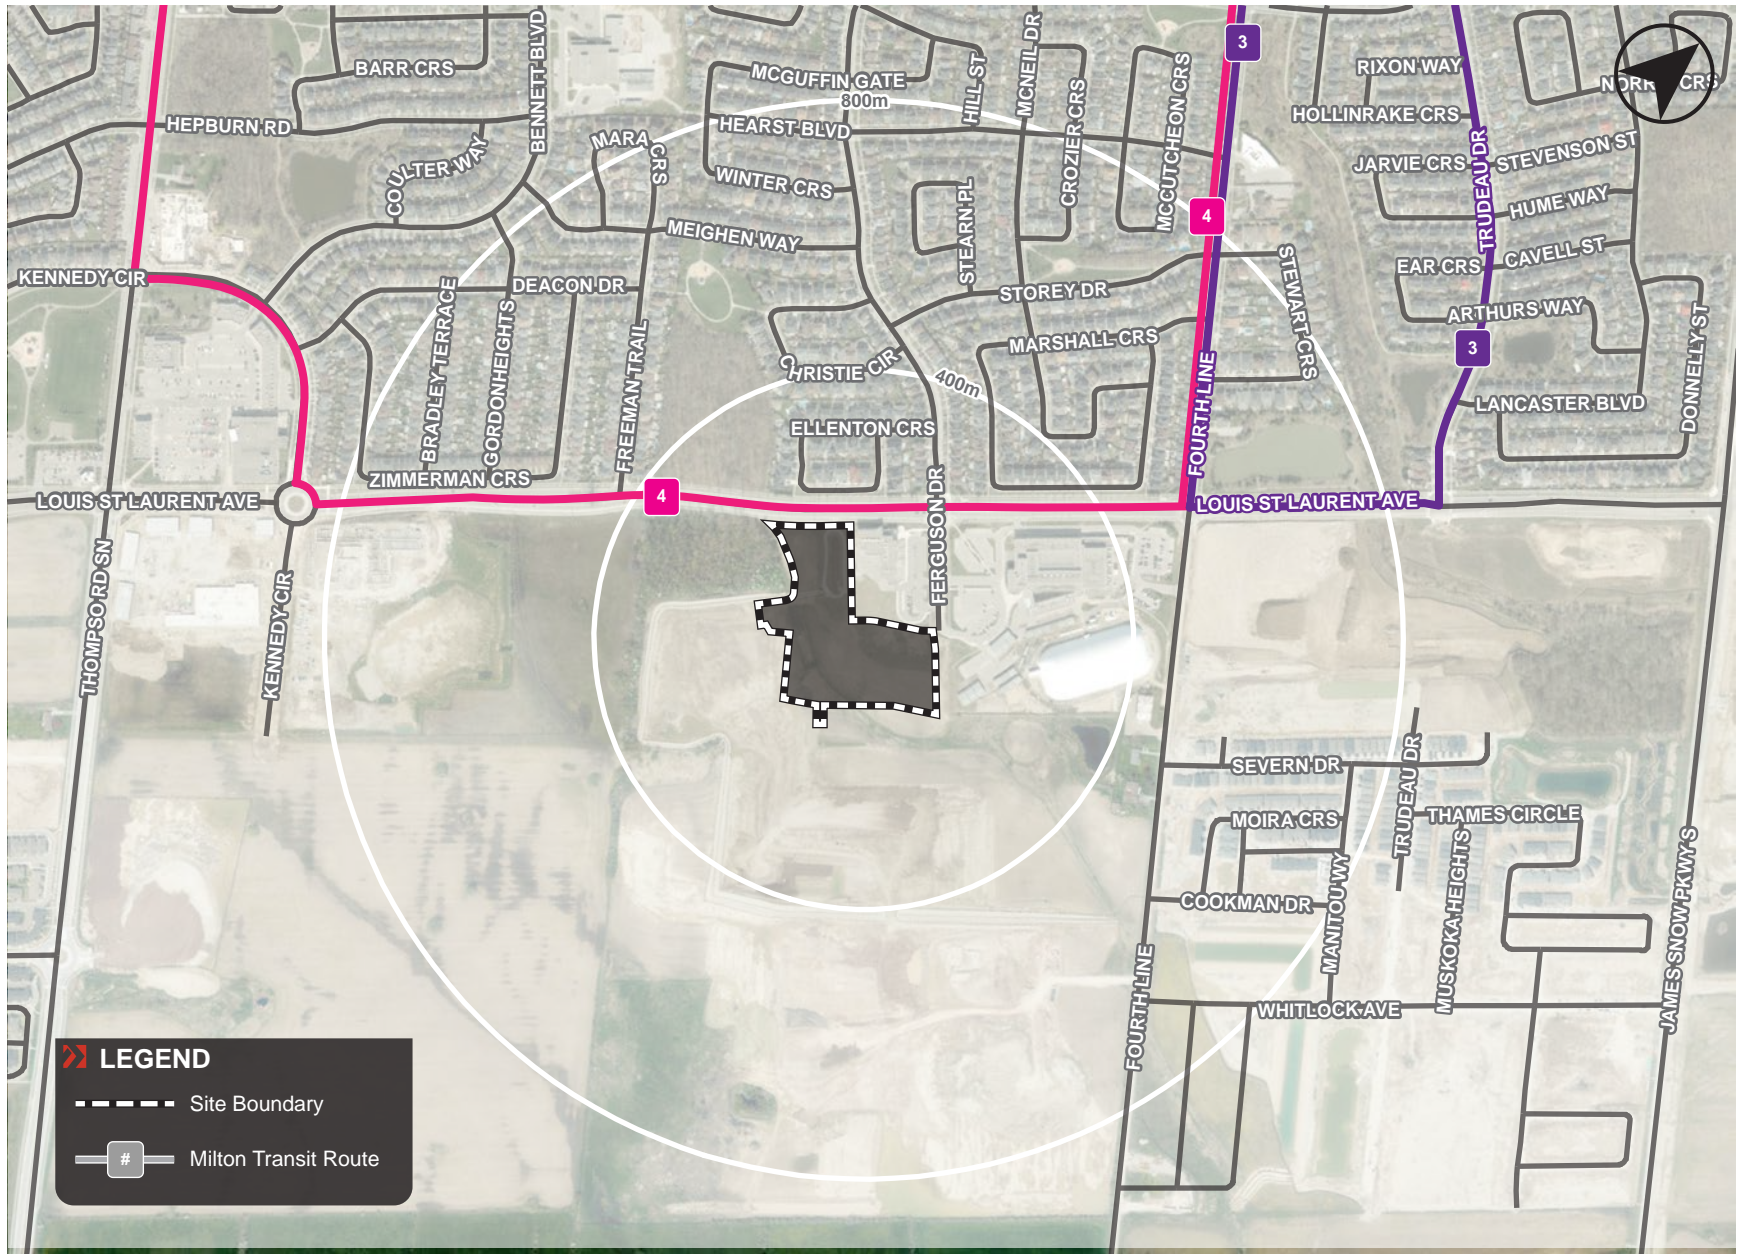 3
BARR CRS
BENNETT BLVD
MCGUFFIN GATE
800m
HILL ST
MCNEIL DR
CROZIER CRS
MCCUTCHEON CRS
RIXON WAY
HOLLINRAKE CRS
CRS
HEPBURN RD
COULTER WAY
MARA CRS
HEARST BLVD
WINTER CRS
STEARN PL
JARVIE CRS
TRUDEAU DR
STEVENSON ST
HUME WAY
4
MEIGHEN WAY
EAR CRS
CAVELL ST
KENNEDY CIR
BRADLEY TERRACE
DEACON DR
GORDONHEIGHTS
FREEMAN TRAIL
STOREY DR
STEWART CRS
ARTHURS WAY
DONNELLY ST
MARSHALL CRS
CHRISTIE CIR
400m
FOURTH LINE
3
LANCASTER BLVD
ELLENTON CRS
ZIMMERMAN CRS
LOUIS ST LAURENT AVE
4
FERGUSON DR
LOUIS ST LAURENT AVE
THOMPSO RD SN
KENNEDY CIR
SEVERN DR
TRUDEAU DR
MOIRA CRS
THAMES CIRCLE
MANITOU WY
MUSKOKA HEIGHTS
JAMES SNOW PKWY S
COOKMAN DR
FOURTH LINE
WHITLOCK AVE
LEGEND
Site Boundary
# Milton Transit Route